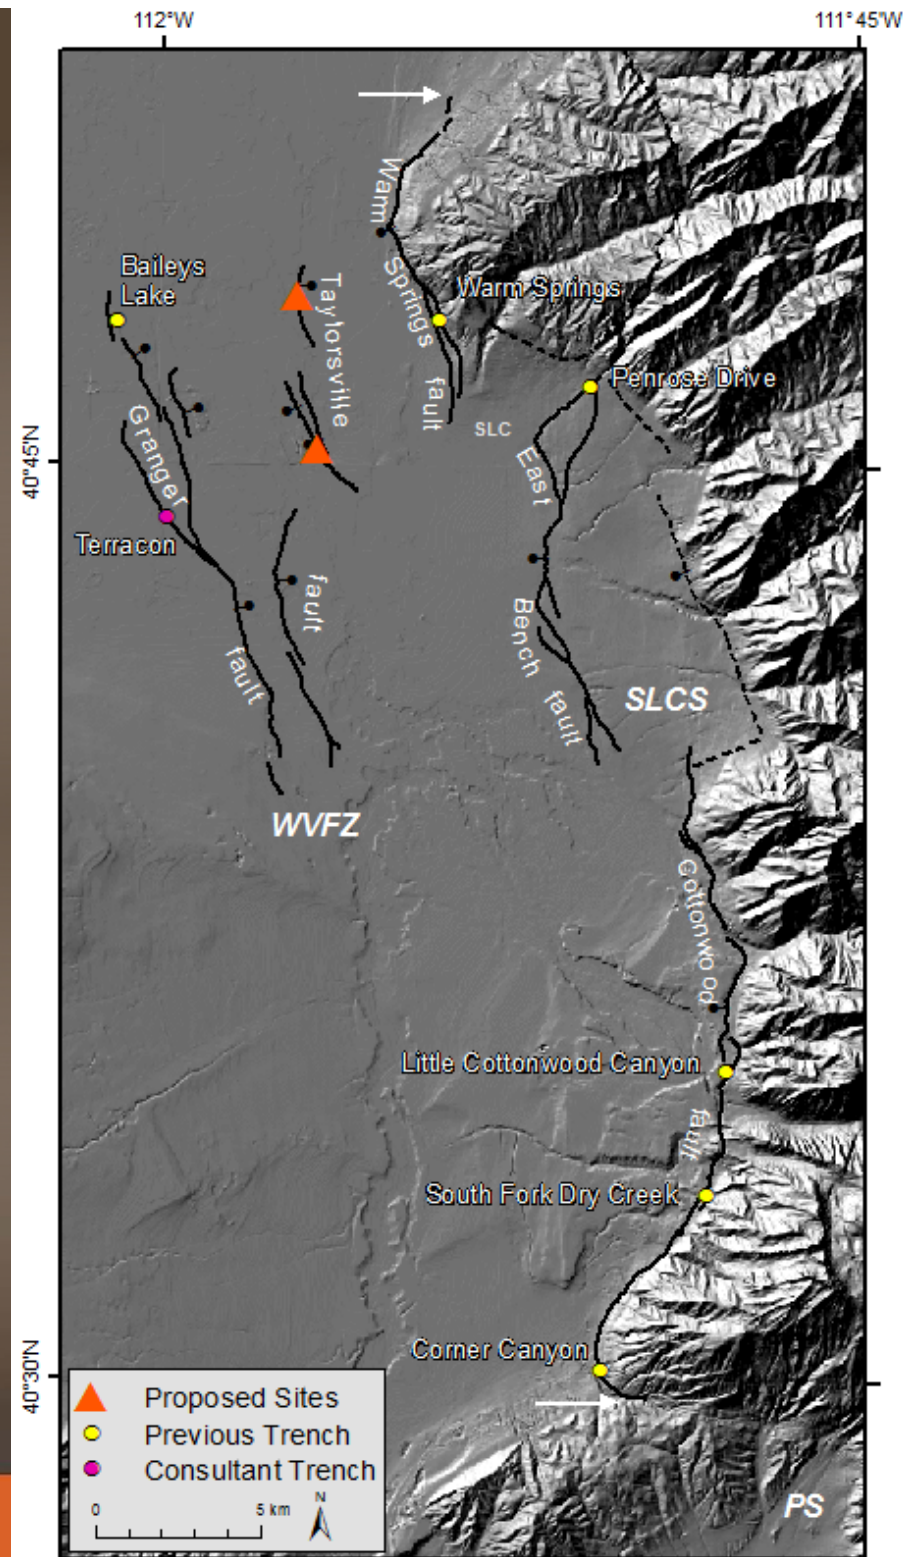 112°W
111°45'W
Warm
Springs
fault
Baileys
Lake
Taylorsville
fault
Warm Springs
Penrose Drive
SLC
40°45'N
Granger
fault
East
Bench
fault
Terracon
SLCS
WVFZ
Cottonwood
fault
Little Cottonwood Canyon
South Fork Dry Creek
Corner Canyon
40°30'N
Proposed Sites
Previous Trench
Consultant Trench
0 5 km
N
PS